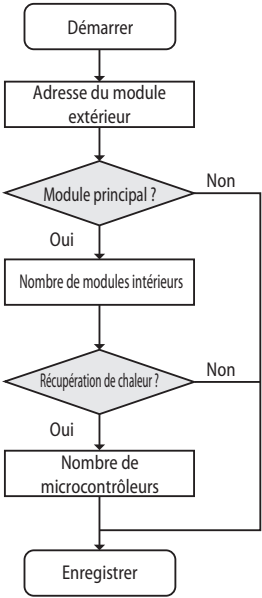 Démarrer
Adresse du module
extérieur
Module principal ?
Non
Oui
Nombre de modules intérieurs
Récupération de chaleur ?
Non
Oui
Nombre de
microcontrôleurs
Enregistrer